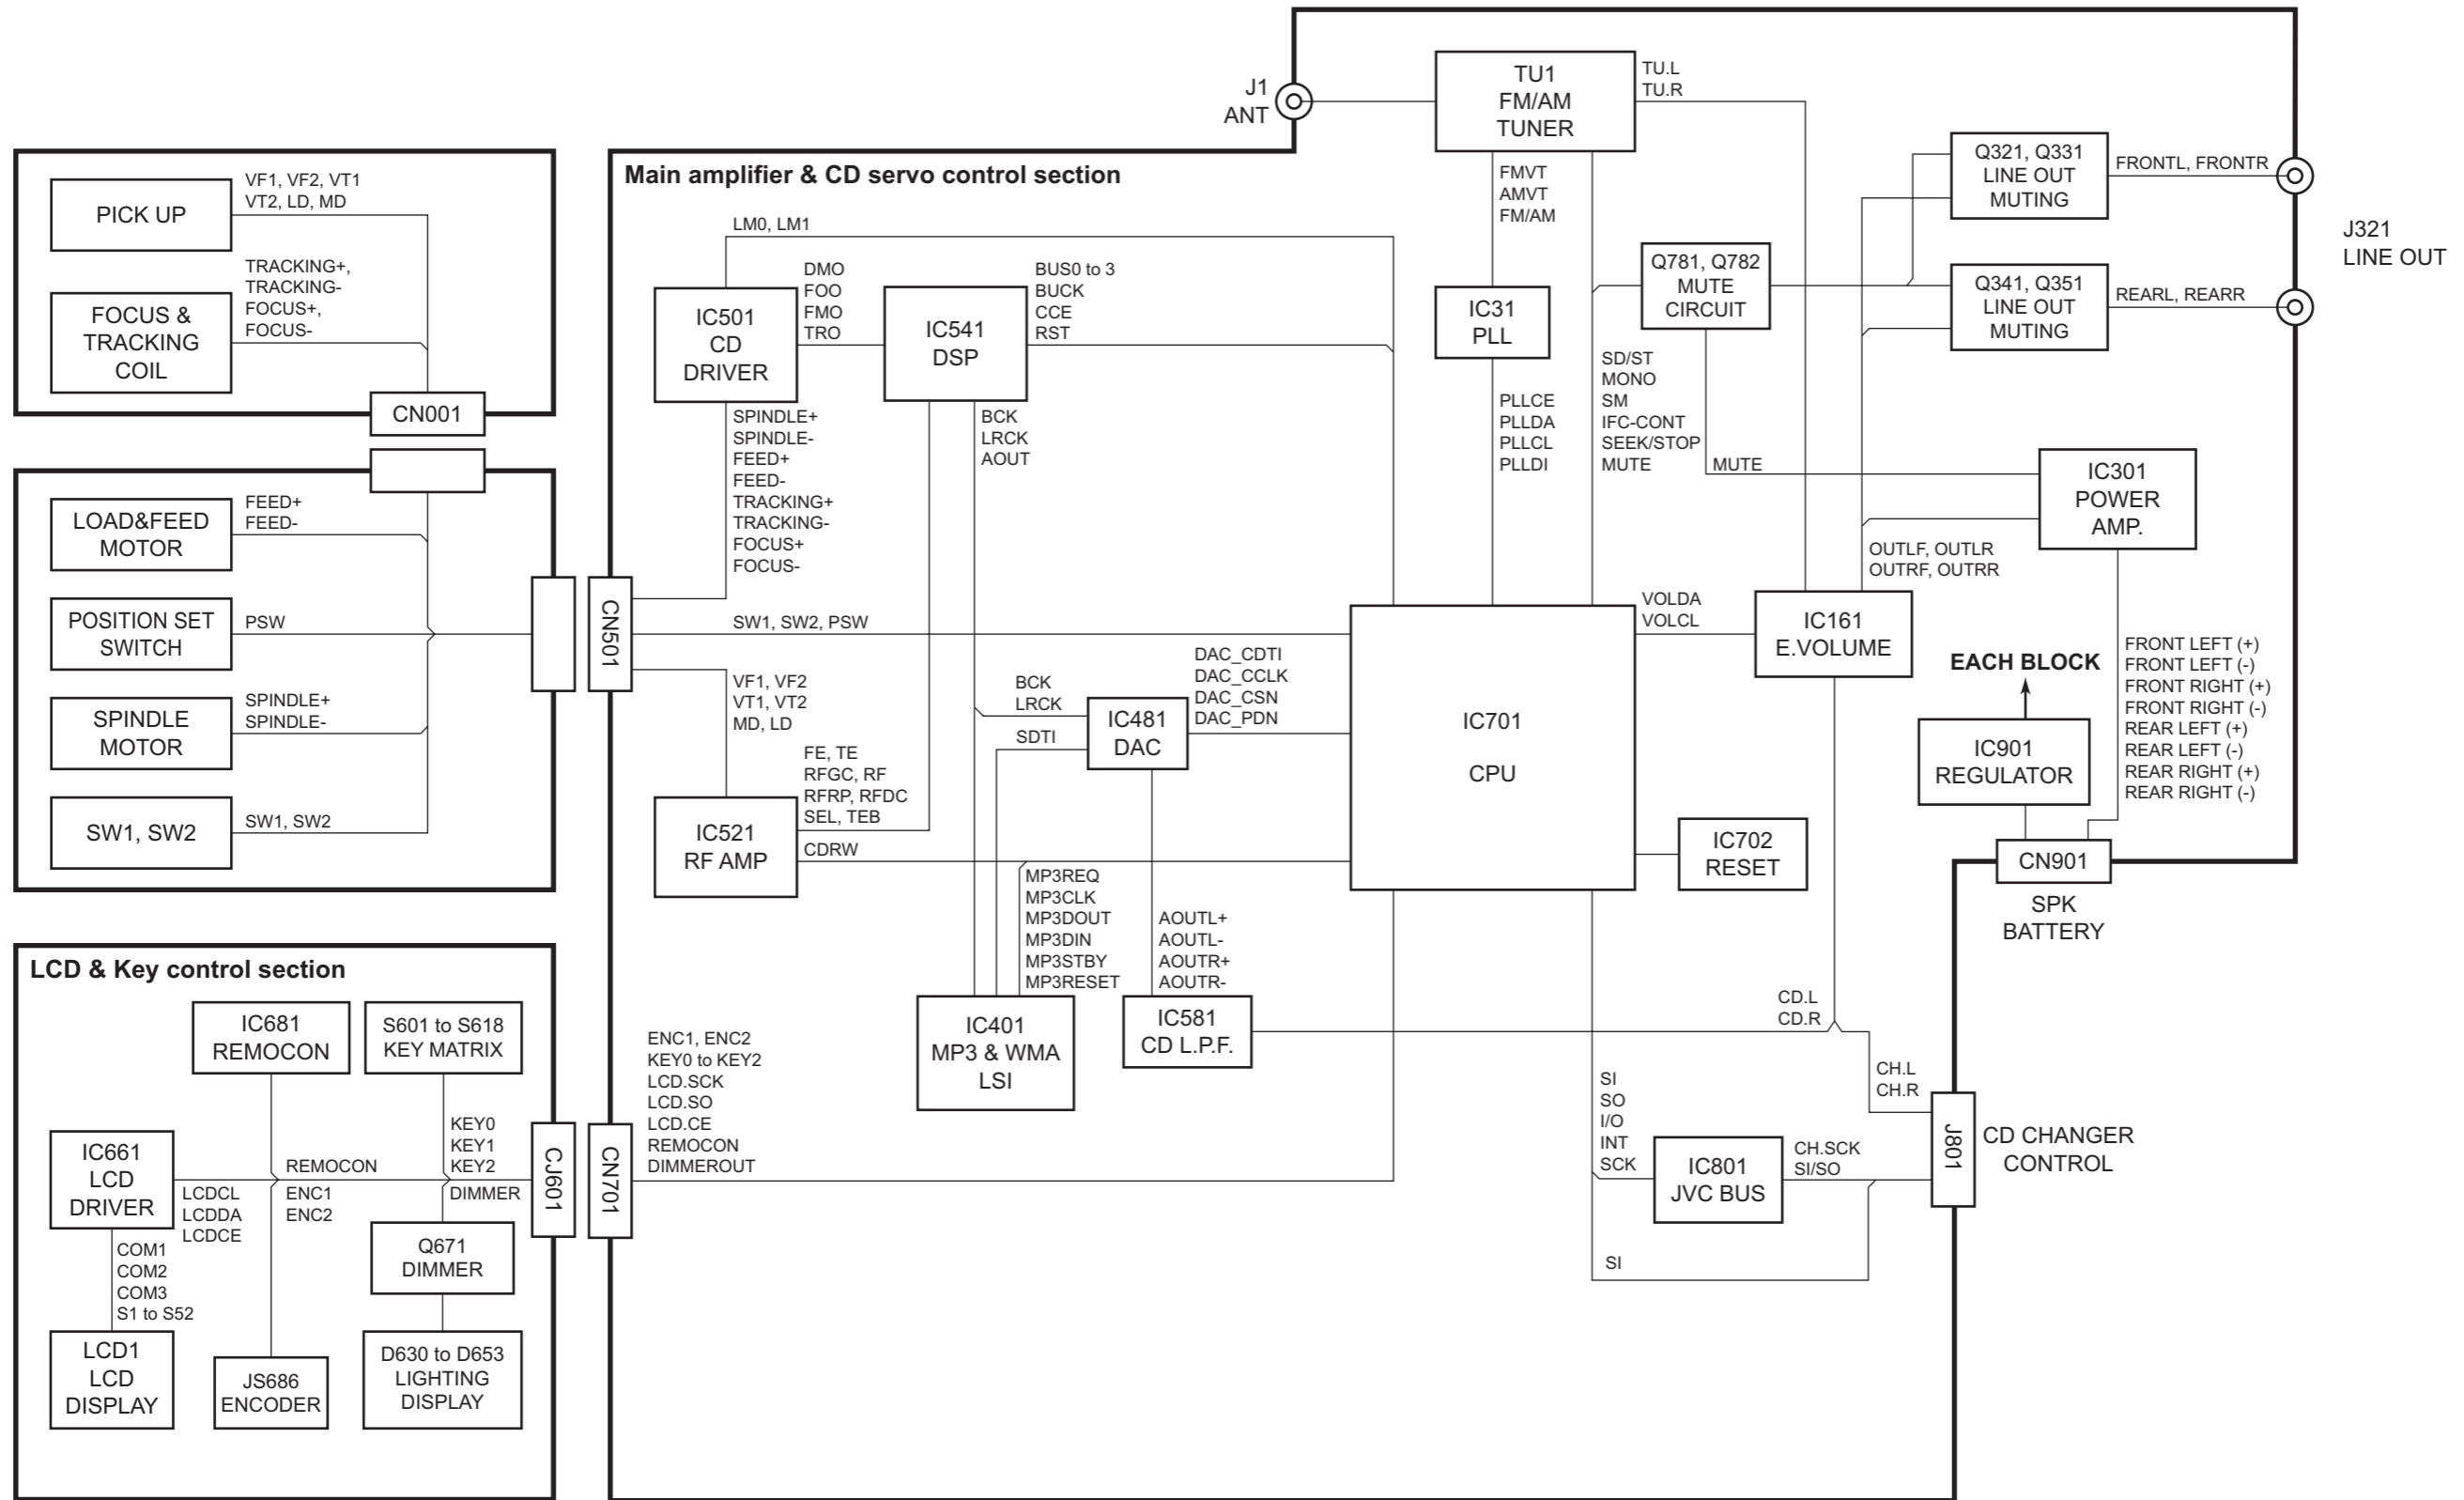 J1
ANT
TU1
FM/AM
TUNER
TU.L
TU.R
Q321, Q331
LINE OUT
MUTING
FRONTL, FRONTR
Q341, Q351
LINE OUT
MUTING
REARL, REARR
J321
LINE OUT
PICK UP
VF1, VF2, VT1
VT2, LD, MD
FOCUS &
TRACKING
COIL
TRACKING+,
TRACKING-
FOCUS+,
FOCUS-
CN001
LOAD&FEED
MOTOR
FEED+
FEED-
POSITION SET
SWITCH
PSW
SPINDLE
MOTOR
SPINDLE+
SPINDLE-
SW1, SW2
SW1, SW2
Main amplifier & CD servo control section
LM0, LM1
IC501
CD
DRIVER
DMO
FOO
FMO
TRO
IC541
DSP
BUS0 to 3
BUCK
CCE
RST
FMVT
AMVT
FM/AM
IC31
PLL
PLLCE
PLLDA
PLLCL
PLLDI
Q781, Q782
MUTE
CIRCUIT
SD/ST
MONO
SM
IFC-CONT
SEEK/STOP
MUTE
MUTE
IC301
POWER
AMP.
OUTLF, OUTLR
OUTRF, OUTRR
SPINDLE+
SPINDLE-
FEED+
FEED-
TRACKING+
TRACKING-
FOCUS+
FOCUS-
BCK
LRCK
AOUT
CN501
SW1, SW2, PSW
VF1, VF2
VT1, VT2
MD, LD
BCK
LRCK
SDTI
IC481
DAC
DAC_CDTI
DAC_CCLK
DAC_CSN
DAC_PDN
IC701
CPU
VOLDA
VOLCL
IC161
E.VOLUME
EACH BLOCK
IC901
REGULATOR
FRONT LEFT (+)
FRONT LEFT (-)
FRONT RIGHT (+)
FRONT RIGHT (-)
REAR LEFT (+)
REAR LEFT (-)
REAR RIGHT (+)
REAR RIGHT (-)
IC521
RF AMP
FE, TE
RFGC, RF
RFRP, RFDC
SEL, TEB
CDRW
IC702
RESET
CN901
SPK
BATTERY
MP3REQ
MP3CLK
MP3DOUT
MP3DIN
MP3STBY
MP3RESET
AOUTL+
AOUTL-
AOUTR+
AOUTR-
IC401
MP3 & WMA
LSI
IC581
CD L.P.F.
CD.L
CD.R
CH.L
CH.R
J801
CD CHANGER
CONTROL
SI
SO
I/O
INT
SCK
IC801
JVC BUS
CH.SCK
SI/SO
SI
LCD & Key control section
IC681
REMOCON
S601 to S618
KEY MATRIX
IC661
LCD
DRIVER
REMOCON
KEY0
KEY1
KEY2
LCDCL
LCDDA
LCDCE
ENC1
ENC2
DIMMER
COM1
COM2
COM3
S1 to S52
Q671
DIMMER
LCD1
LCD
DISPLAY
JS686
ENCODER
D630 to D653
LIGHTING
DISPLAY
CJ601
CN701
ENC1, ENC2
KEY0 to KEY2
LCD.SCK
LCD.SO
LCD.CE
REMOCON
DIMMEROUT